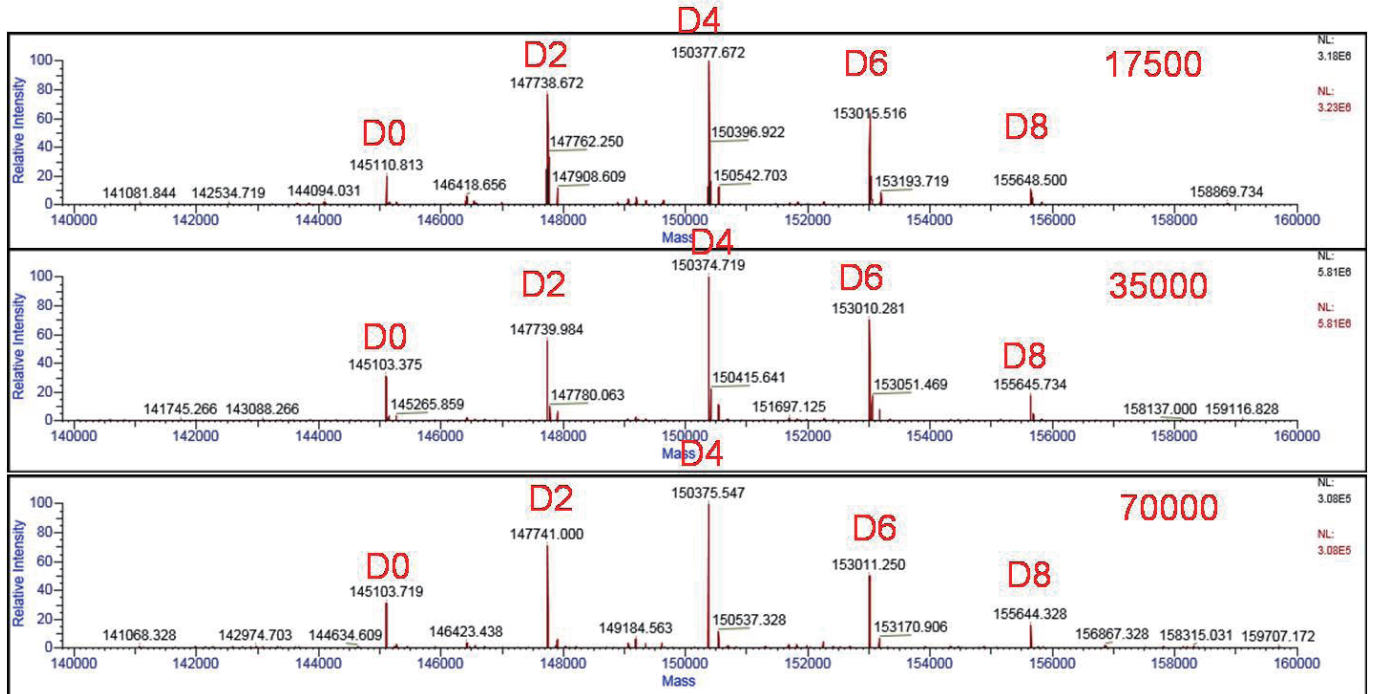 D4
D2
150377.672
D6
17500
NL:
3.18E6
147738.672
NL:
3.23E6
D0
153015.516
D8
Relative Intensity
100
80
60
40
20
0
145110.813
147762.250
150396.922
141081.844
142534.719
144094.031
146418.656
147908.609
150542.703
153193.719
155648.500
158869.734
140000
142000
144000
146000
148000
150000
152000
154000
156000
158000
160000
Mass
D4
150374.719
D2
D6
35000
NL:
5.81E6
NL:
5.81E6
153010.281
D0
147739.984
D8
Relative Intensity
100
80
60
40
20
0
145103.375
155645.734
141745.266
143088.266
145265.859
147780.063
150415.641
151697.125
153051.469
158137.000
159116.828
140000
142000
144000
146000
148000
150000
152000
154000
156000
158000
160000
Mass
D4
150375.547
D2
70000
NL:
3.08E5
NL:
3.08E5
147741.000
D6
D0
153011.250
D8
Relative Intensity
100
80
60
40
20
0
145103.719
155644.328
141068.328
142974.703
144634.609
146423.438
149184.563
150537.328
153170.906
156867.328
158315.031
159707.172
140000
142000
144000
146000
148000
150000
152000
154000
156000
158000
160000
Mass